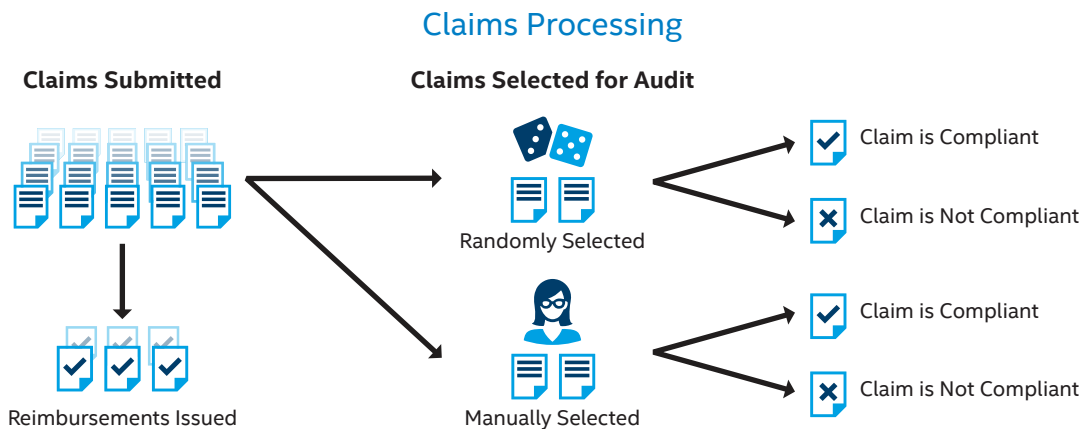 Claims Processing
Claims Submitted
Claims Selected for Audit
Claim is Compliant
Claim is Not Compliant
Randomly Selected
Claim is Compliant
Claim is Not Compliant
Reimbursements Issued
Manually Selected